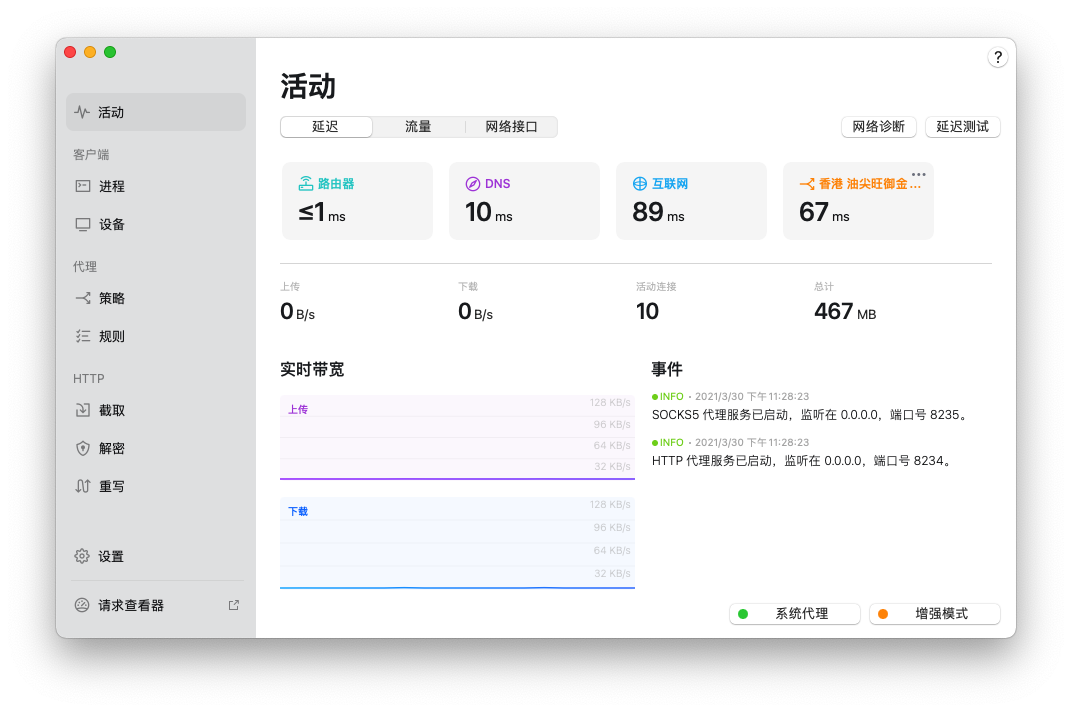 活动
客户端
进程
设备
代理
策略
规则
HTTP
截取
解密
重写
设置
请求查看器
?
活动
延迟 流量 网络接口 网络诊断 延迟测试
路由器 DNS 互联网 香港 油尖旺御金…
≤1 ms 10 ms 89 ms 67 ms
上传 下载 活动连接 总计
0 B/s 0 B/s 10 467 MB
实时带宽
上传
128 KB/s
96 KB/s
64 KB/s
32 KB/s
下载
128 KB/s
96 KB/s
64 KB/s
32 KB/s
事件
INFO • 2021/3/30 下午11:28:23
SOCKS5 代理服务已启动，监听在 0.0.0.0，端口号 8235。
INFO • 2021/3/30 下午11:28:23
HTTP 代理服务已启动，监听在 0.0.0.0，端口号 8234。
系统代理 增强模式